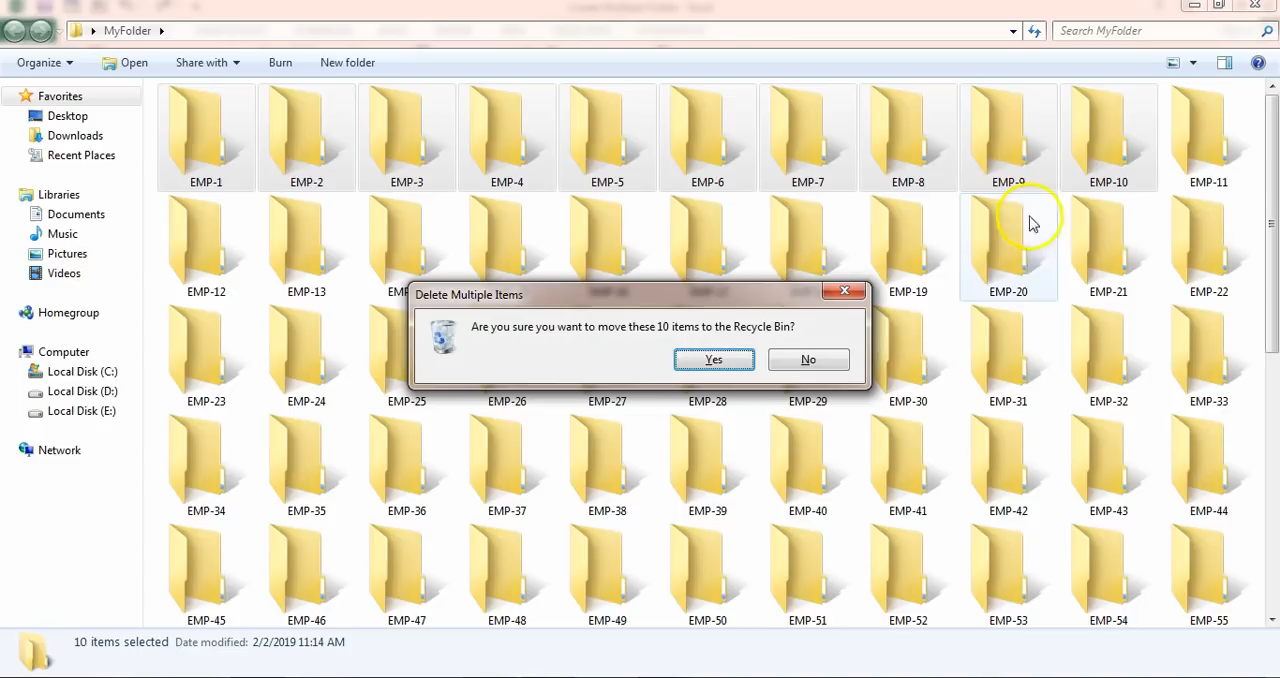 MyFolder
Search MyFolder
Organize
Open
Share with
Burn
New folder
Favorites
Desktop
Downloads
Recent Places
Libraries
Documents
Music
Pictures
Videos
Homegroup
Computer
Local Disk (C:)
Local Disk (D:)
Local Disk (E:)
Network
EMP-1 EMP-2 EMP-3 EMP-4 EMP-5 EMP-6 EMP-7 EMP-8 EMP-9 EMP-10 EMP-11
EMP-12 EMP-13 EMP-19 EMP-20 EMP-21 EMP-22
Delete Multiple Items
Are you sure you want to move these 10 items to the Recycle Bin?
Yes No
EMP-23 EMP-24 EMP-25 EMP-26 EMP-27 EMP-28 EMP-29 EMP-30 EMP-31 EMP-32 EMP-33
EMP-34 EMP-35 EMP-36 EMP-37 EMP-38 EMP-39 EMP-40 EMP-41 EMP-42 EMP-43 EMP-44
EMP-45 EMP-46 EMP-47 EMP-48 EMP-49 EMP-50 EMP-51 EMP-52 EMP-53 EMP-54 EMP-55
10 items selected Date modified: 2/2/2019 11:14 AM